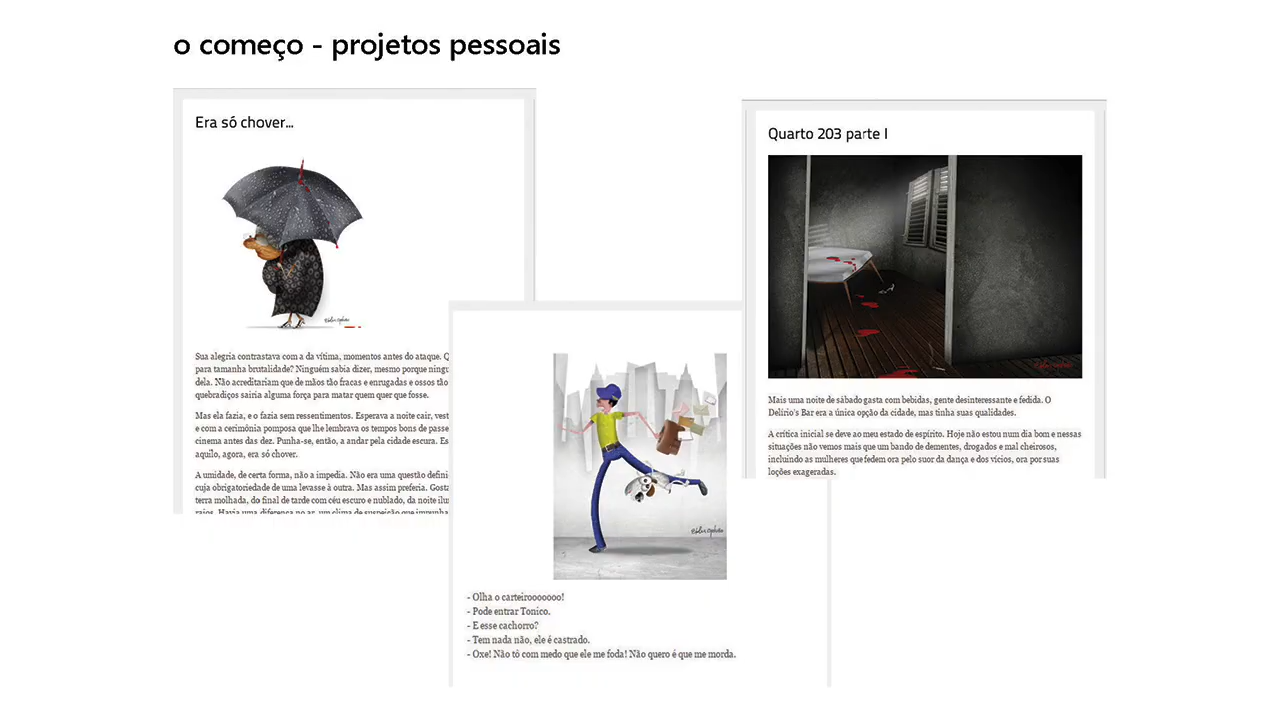 o começo - projetos pessoais
Era só chover...
Sua alegria contrastava com a da vítima, momentos antes do ataque. Q
para tamanha brutalidade? Ninguém sabia dizer, mesmo porque ningu
dela. Não acreditariam que de mãos tão fracas e enrugadas e ossos tão
quebradiços sairia alguma força para matar quem quer que fosse.
Mas ela fazia, e o fazia sem ressentimentos. Esperava a noite cair, vest
e com a cerimônia pomposa que lhe lembrava os tempos bons de passe
cinema antes das dez. Punha-se, então, a andar pela cidade escura. Es
aquilo, agora, era só chover.
A umidade, de certa forma, não a impedia. Não era uma questão defini
cuja obrigatoriedade de uma levasse à outra. Mas assim preferia. Gosta
terra molhada, do final de tarde com céu escuro e nublado, da noite ilu
raios. Havia uma diferença no ar, um clima de suspeição que impunha
- Olha o carteirooooooo!
- Pode entrar Tonico.
- E esse cachorro?
- Tem nada não, ele é castrado.
- Oxe! Não tô com medo que ele me foda! Não quero é que me morda.
Quarto 203 parte I
Mais uma noite de sábado gasta com bebidas, gente desinteressante e fedida. O
Delírio's Bar era a única opção da cidade, mas tinha suas qualidades.
A crítica inicial se deve ao meu estado de espírito. Hoje não estou num dia bom e nessas
situações não vemos mais que um bando de dementes, drogados e mal cheirosos,
incluindo as mulheres que fedem ora pelo suor da dança e dos vícios, ora por suas
loções exageradas.